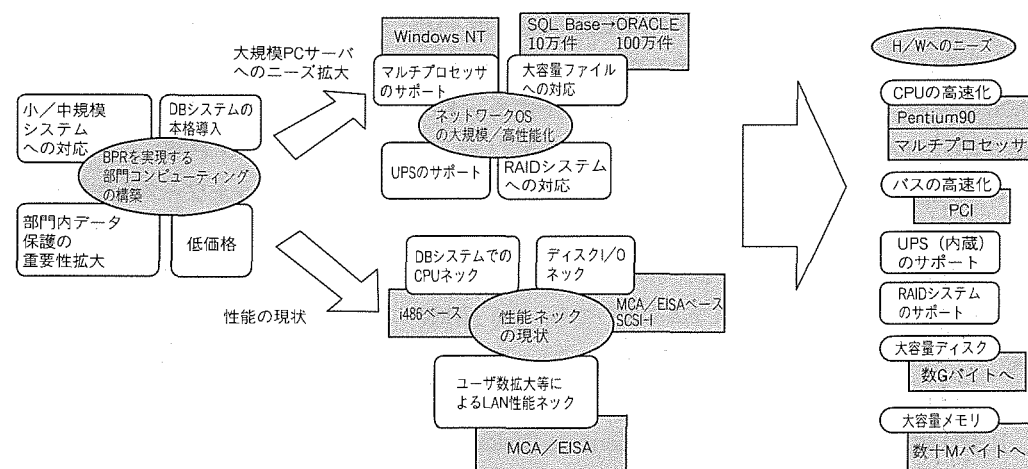 大規模PCサーバ
へのニーズ拡大
小／中規模
システム
への対応
DBシステムの
本格導入
BPRを実現する
部門コンピューティング
の構築
部門内データ
保護の
重要性拡大
低価格
性能の現状
Windows NT
SQL Base→ORACLE
10万件 100万件
マルチプロセッサ
のサポート
大容量ファイル
への対応
ネットワークOS
の大規模／高性能化
UPSのサポート
RAIDシステム
への対応
DBシステムでの
CPUネック
ディスクI／O
ネック
i486ベース
MCA／EISAベース
SCSI-I
性能ネック
の現状
ユーザ数拡大等に
よるLAN性能ネック
MCA／EISA
H／Wへのニーズ
CPUの高速化
Pentium90
マルチプロセッサ
バスの高速化
PCI
UPS（内蔵）
のサポート
RAIDシステム
のサポート
大容量ディスク
数Gバイトへ
大容量メモリ
数十Mバイトへ